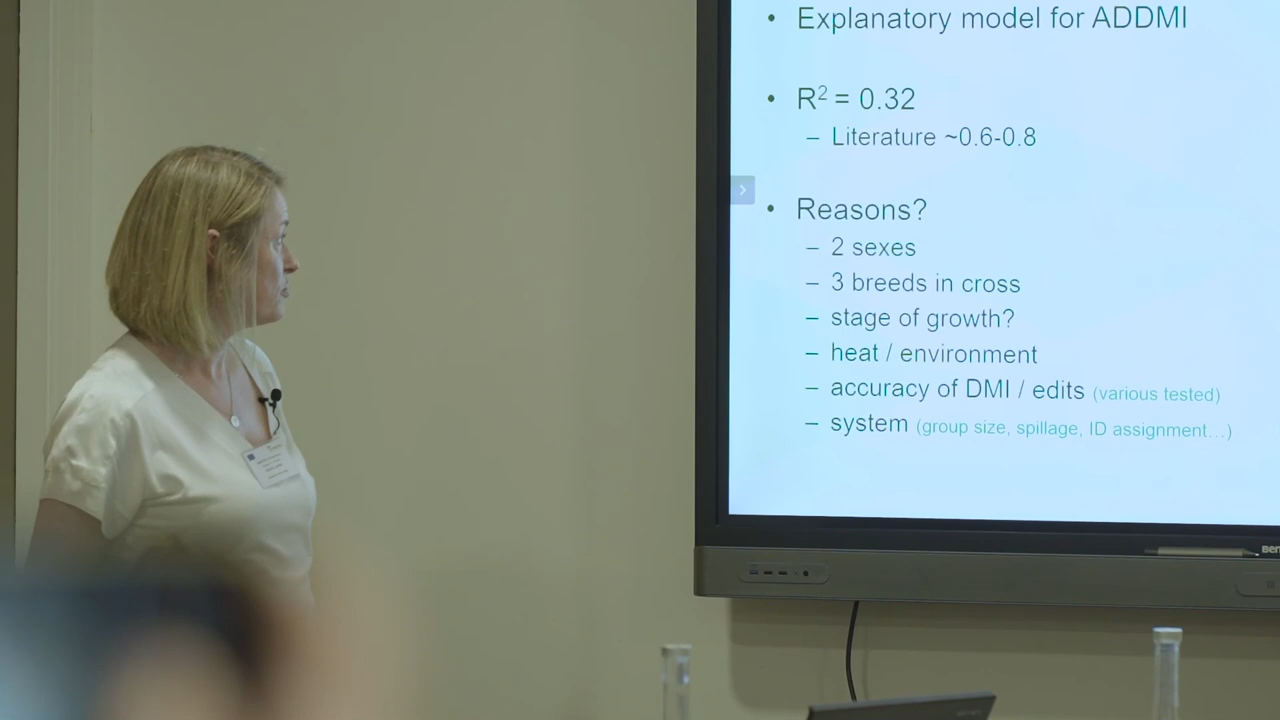 • Explanatory model for ADDMI
• R² = 0.32
– Literature ~0.6-0.8
• Reasons?
– 2 sexes
– 3 breeds in cross
– stage of growth?
– heat / environment
– accuracy of DMI / edits (various tested)
– system (group size, spillage, ID assignment...)